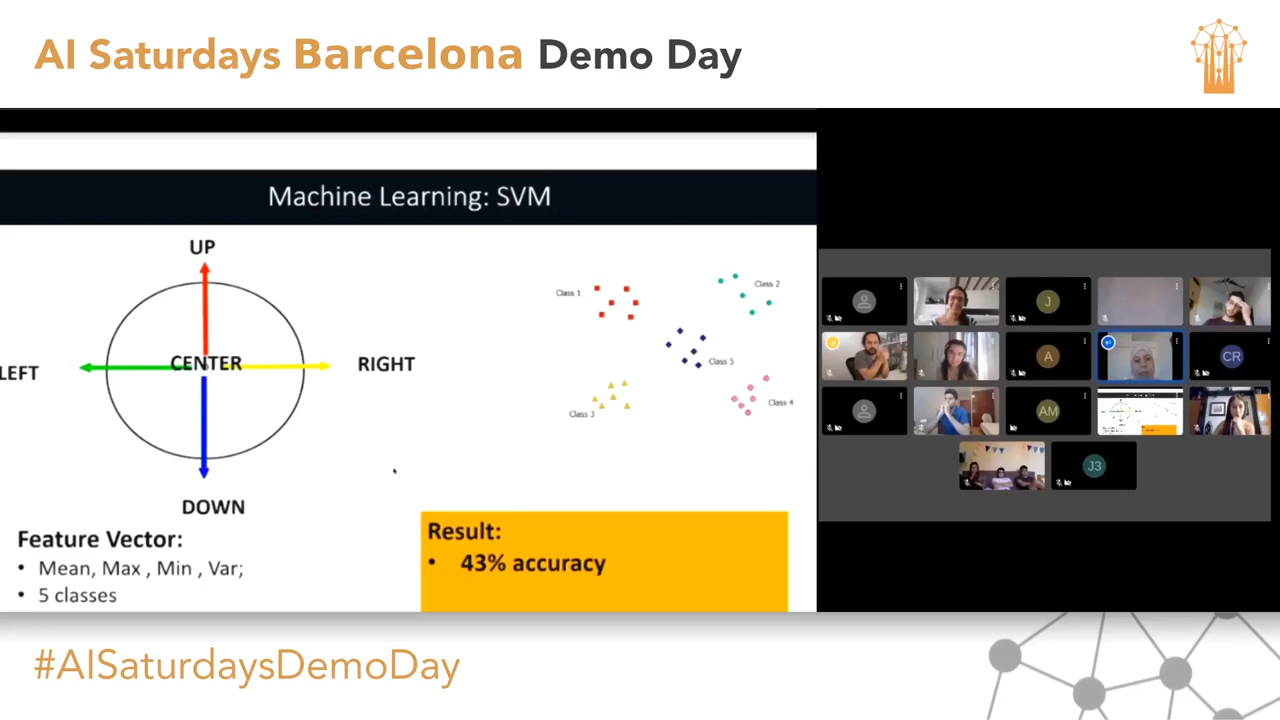 AI Saturdays Barcelona Demo Day
Machine Learning: SVM
UP
CENTER
LEFT
RIGHT
DOWN
Class 1
Class 2
Class 5
Class 3
Class 4
Feature Vector:
• Mean, Max , Min , Var;
• 5 classes
Result:
• 43% accuracy
J
A
CR
AM
J3
#AISaturdaysDemoDay